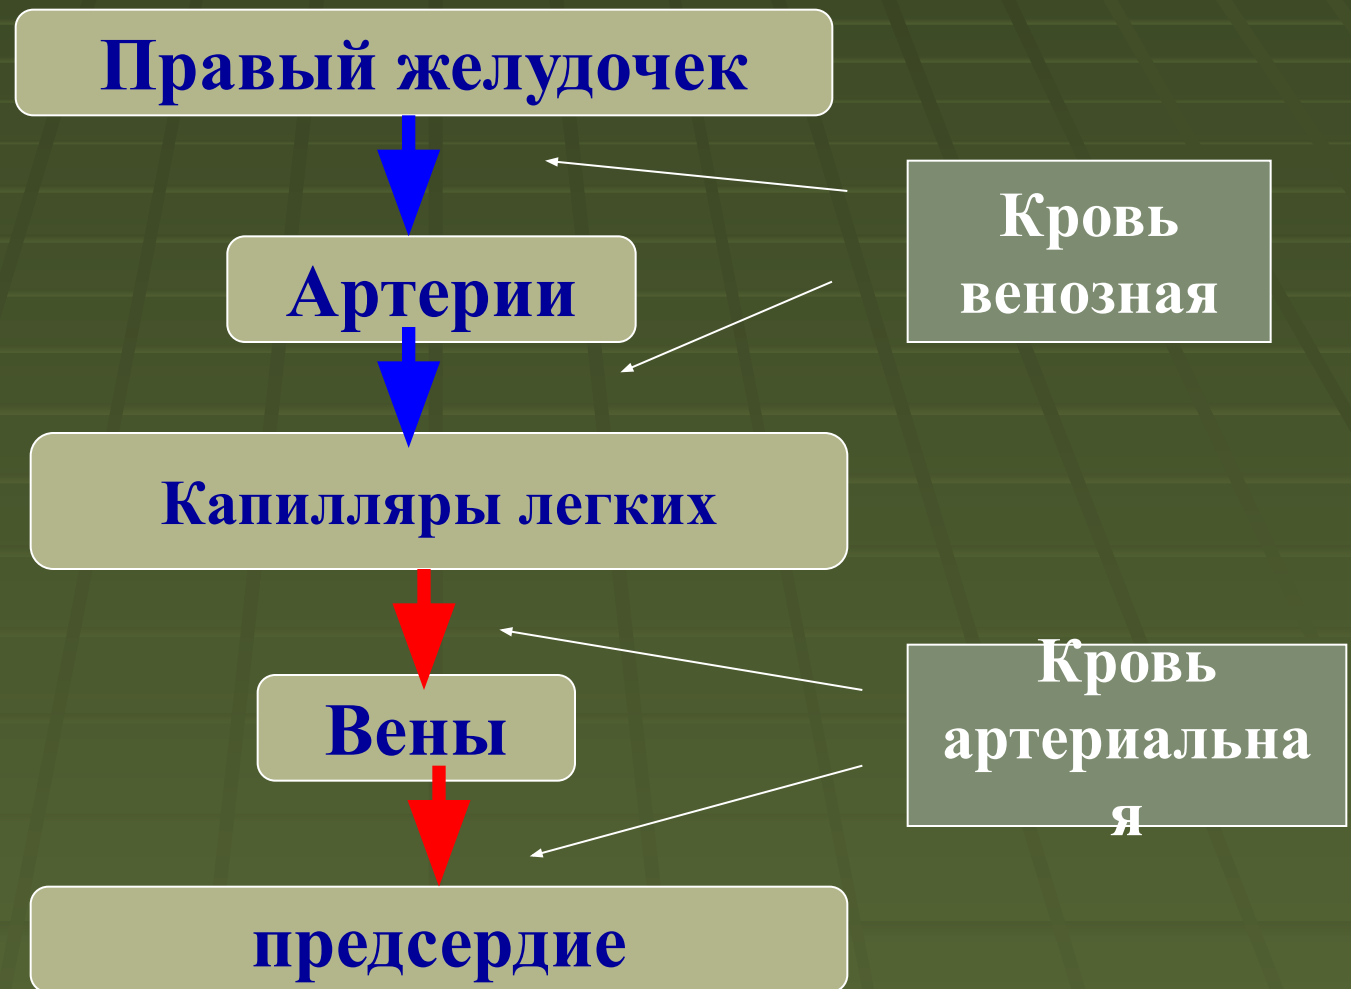 Правый желудочек
Артерии
Кровь
венозная
Капилляры легких
Вены
Кровь
артериальна
я
предсердие